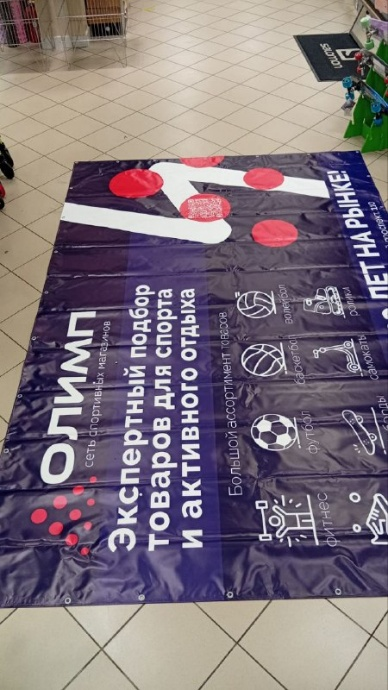 ОЛИМП
сеть спортивных магазинов
Экспертный подбор
товаров для спорта
и активного отдыха
Большой ассортимент товаров
фитнес
футбол
баскетбол
волейбол
самокаты
ролики
ЛЕТ НА РЫНКЕ!